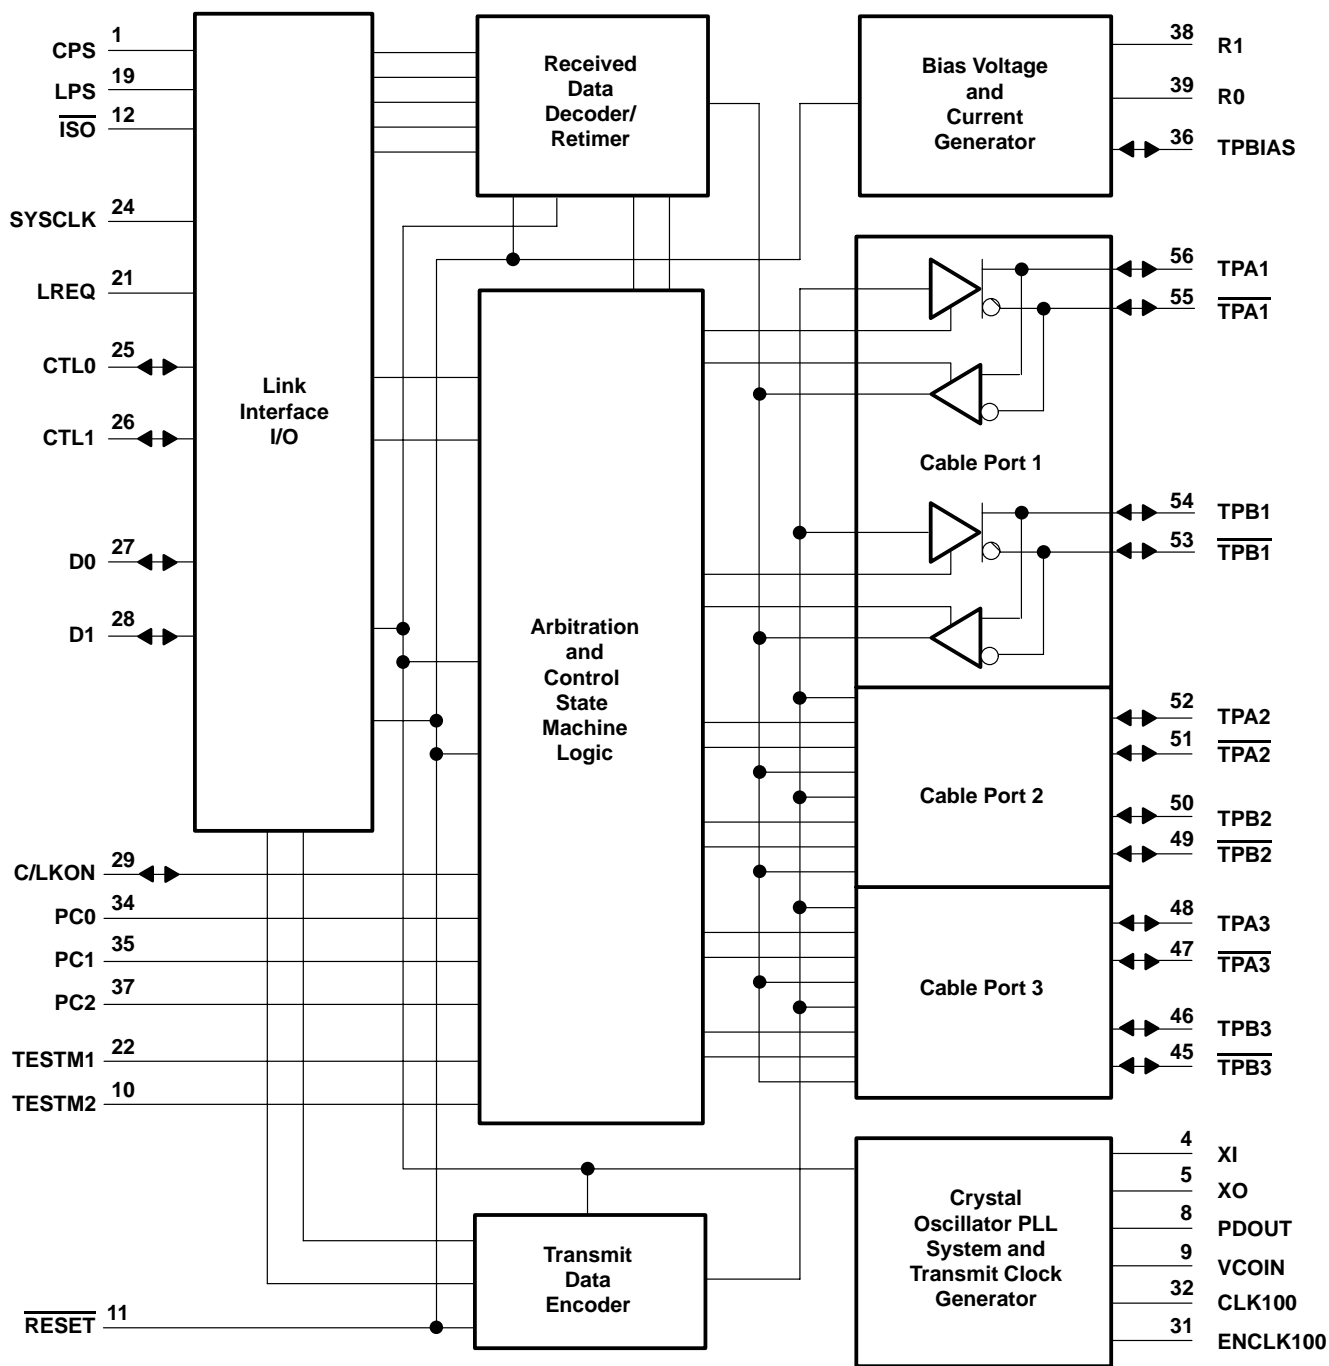 CPS 1
LPS 19
ISO 12
SYSCLK 24
LREQ 21
CTL0 25
CTL1 26
D0 27
D1 28
C/LKON 29
PC0 34
PC1 35
PC2 37
TESTM1 22
TESTM2 10
RESET 11
Link
Interface
I/O
Received
Data
Decoder/
Retimer
Arbitration
and
Control
State
Machine
Logic
Transmit
Data
Encoder
Bias Voltage
and
Current
Generator
38 R1
39 R0
36 TPBIAS
Cable Port 1
56 TPA1
55 TPA1
54 TPB1
53 TPB1
Cable Port 2
52 TPA2
51 TPA2
50 TPB2
49 TPB2
Cable Port 3
48 TPA3
47 TPA3
46 TPB3
45 TPB3
Crystal
Oscillator PLL
System and
Transmit Clock
Generator
4 XI
5 XO
8 PDOUT
9 VCOIN
32 CLK100
31 ENCLK100